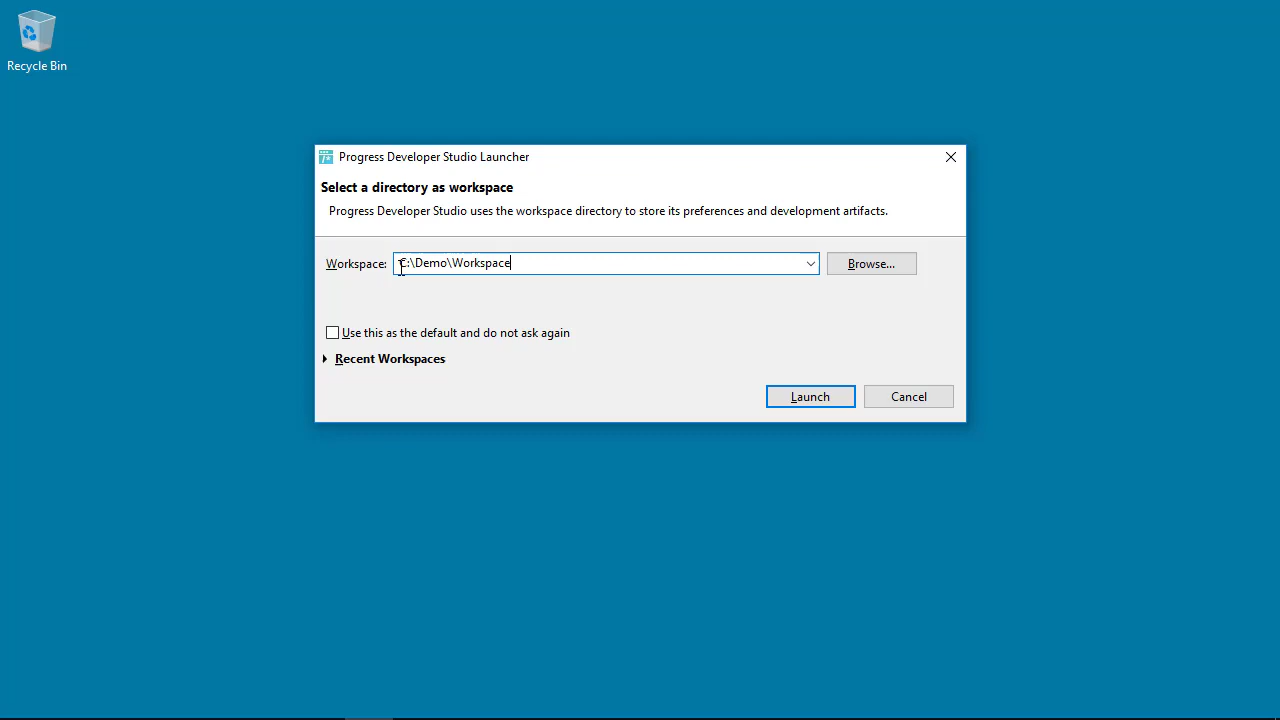 Recycle Bin
Progress Developer Studio Launcher
Select a directory as workspace
Progress Developer Studio uses the workspace directory to store its preferences and development artifacts.
Workspace: C:\Demo\Workspace Browse...
Use this as the default and do not ask again
Recent Workspaces
Launch Cancel